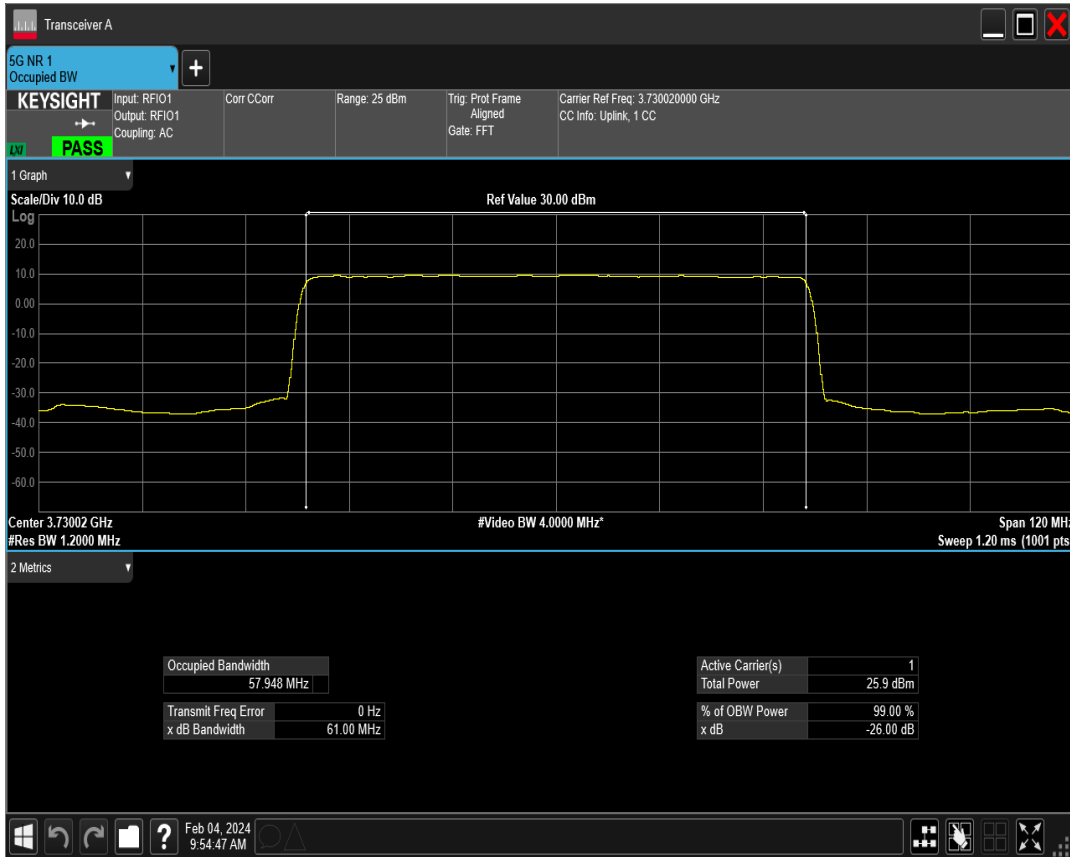 Transceiver A
5G NR 1
Occupied BW
KEYSIGHT
LXI
PASS
Input: RFIO1
Output: RFIO1
Coupling: AC
Corr CCorr
Range: 25 dBm
Trig: Prot Frame
Aligned
Gate: FFT
Carrier Ref Freq: 3.730020000 GHz
CC Info: Uplink, 1 CC
1 Graph
Scale/Div 10.0 dB
Ref Value 30.00 dBm
Log
20.0
10.0
0.00
-10.0
-20.0
-30.0
-40.0
-50.0
-60.0
Center 3.73002 GHz
#Video BW 4.0000 MHz*
Span 120 MHz
#Res BW 1.2000 MHz
Sweep 1.20 ms (1001 pts
2 Metrics
Occupied Bandwidth
57.948 MHz
Transmit Freq Error 0 Hz
x dB Bandwidth 61.00 MHz
Active Carrier(s) 1
Total Power 25.9 dBm
% of OBW Power 99.00 %
x dB -26.00 dB
?
Feb 04, 2024
9:54:47 AM